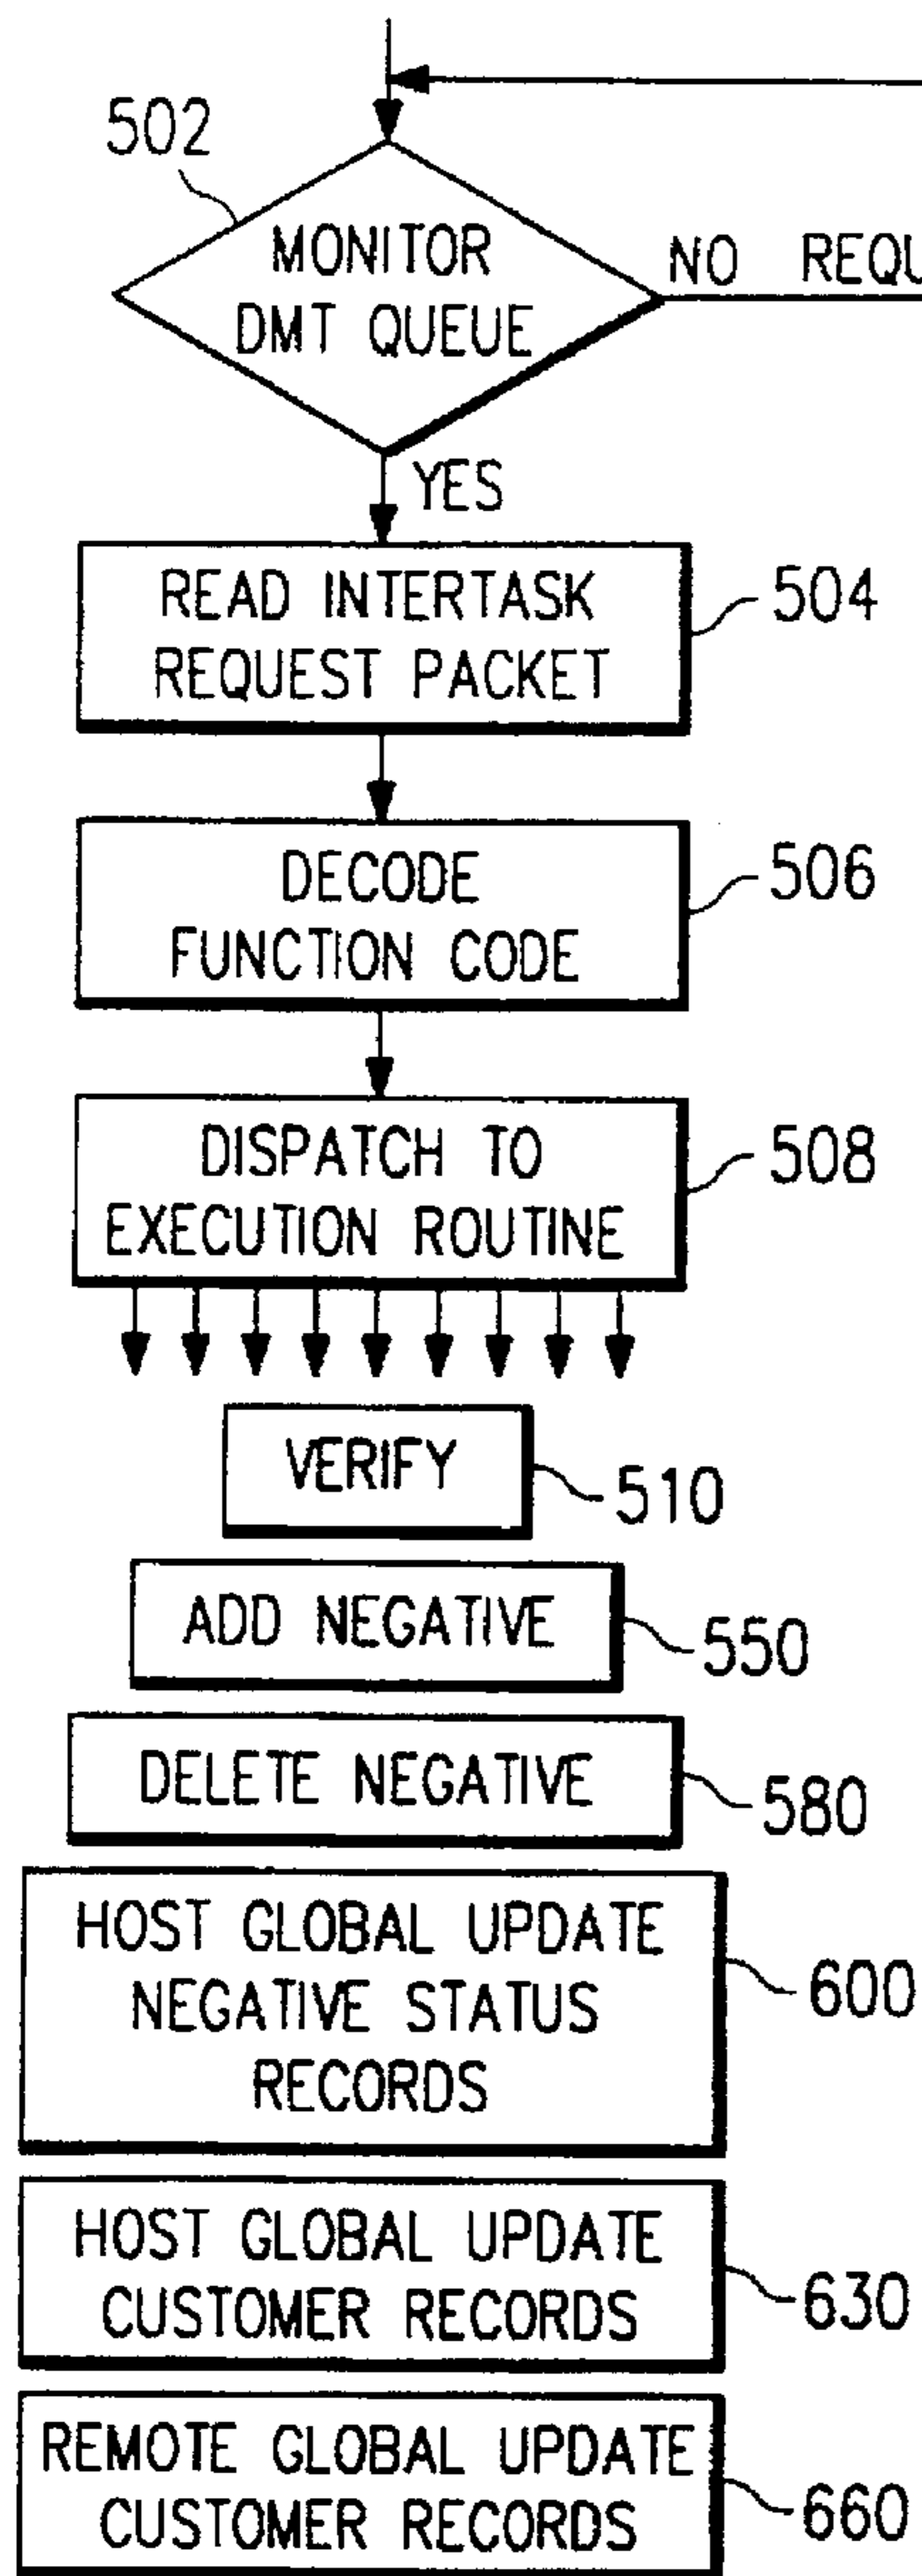 502
MONITOR
DMT QUEUE
NO REQU
YES
READ INTERTASK
REQUEST PACKET
504
DECODE
FUNCTION CODE
506
DISPATCH TO
EXECUTION ROUTINE
508
VERIFY
510
ADD NEGATIVE
550
DELETE NEGATIVE
580
HOST GLOBAL UPDATE
NEGATIVE STATUS
RECORDS
600
HOST GLOBAL UPDATE
CUSTOMER RECORDS
630
REMOTE GLOBAL UPDATE
CUSTOMER RECORDS
660